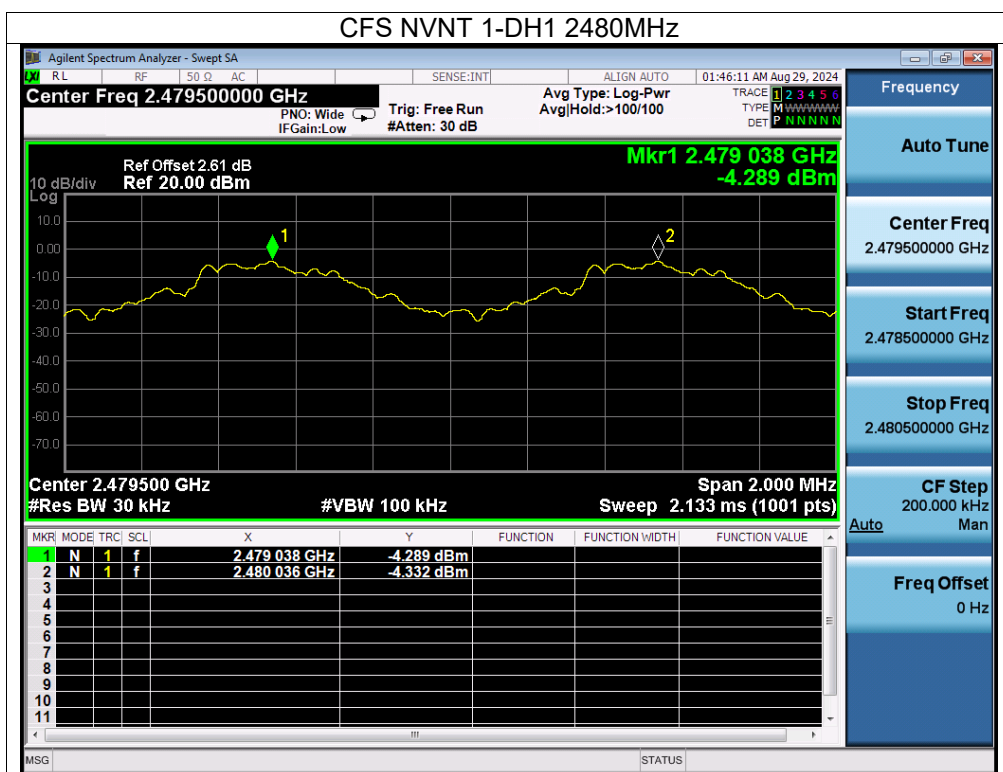 CFS NVNT 1-DH1 2480MHz
Agilent Spectrum Analyzer - Swept SA
LXI RL RF 50 Ω AC SENSE:INT ALIGN AUTO 01:46:11 AM Aug 29, 2024
Center Freq 2.479500000 GHz
PNO: Wide
IFGain:Low
Trig: Free Run
#Atten: 30 dB
Avg Type: Log-Pwr
Avg|Hold:>100/100
TRACE 1 2 3 4 5 6
TYPE M WWWWW
DET P N N N N N
Mkr1 2.479 038 GHz
-4.289 dBm
Ref Offset 2.61 dB
10 dB/div Ref 20.00 dBm
Log
10.0
0.00
-10.0
-20.0
-30.0
-40.0
-50.0
-60.0
-70.0
1
2
Center 2.479500 GHz Span 2.000 MHz
#Res BW 30 kHz #VBW 100 kHz Sweep 2.133 ms (1001 pts)
MKR MODE TRC SCL X Y FUNCTION FUNCTION WIDTH FUNCTION VALUE
1 N 1 f 2.479 038 GHz -4.289 dBm
2 N 1 f 2.480 036 GHz -4.332 dBm
3
4
5
6
7
8
9
10
11
MSG STATUS
Frequency
Auto Tune
Center Freq
2.479500000 GHz
Start Freq
2.478500000 GHz
Stop Freq
2.480500000 GHz
CF Step
200.000 kHz
Auto Man
Freq Offset
0 Hz